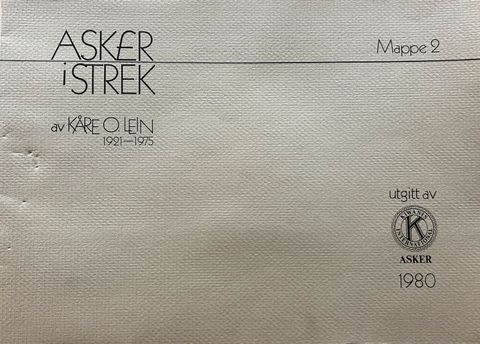 ASKER
i STREK
Mappe 2
av KÅRE O. LEIN
1921—1975
utgitt av
KIWANIS
K
INTERNATIONAL
ASKER
1980